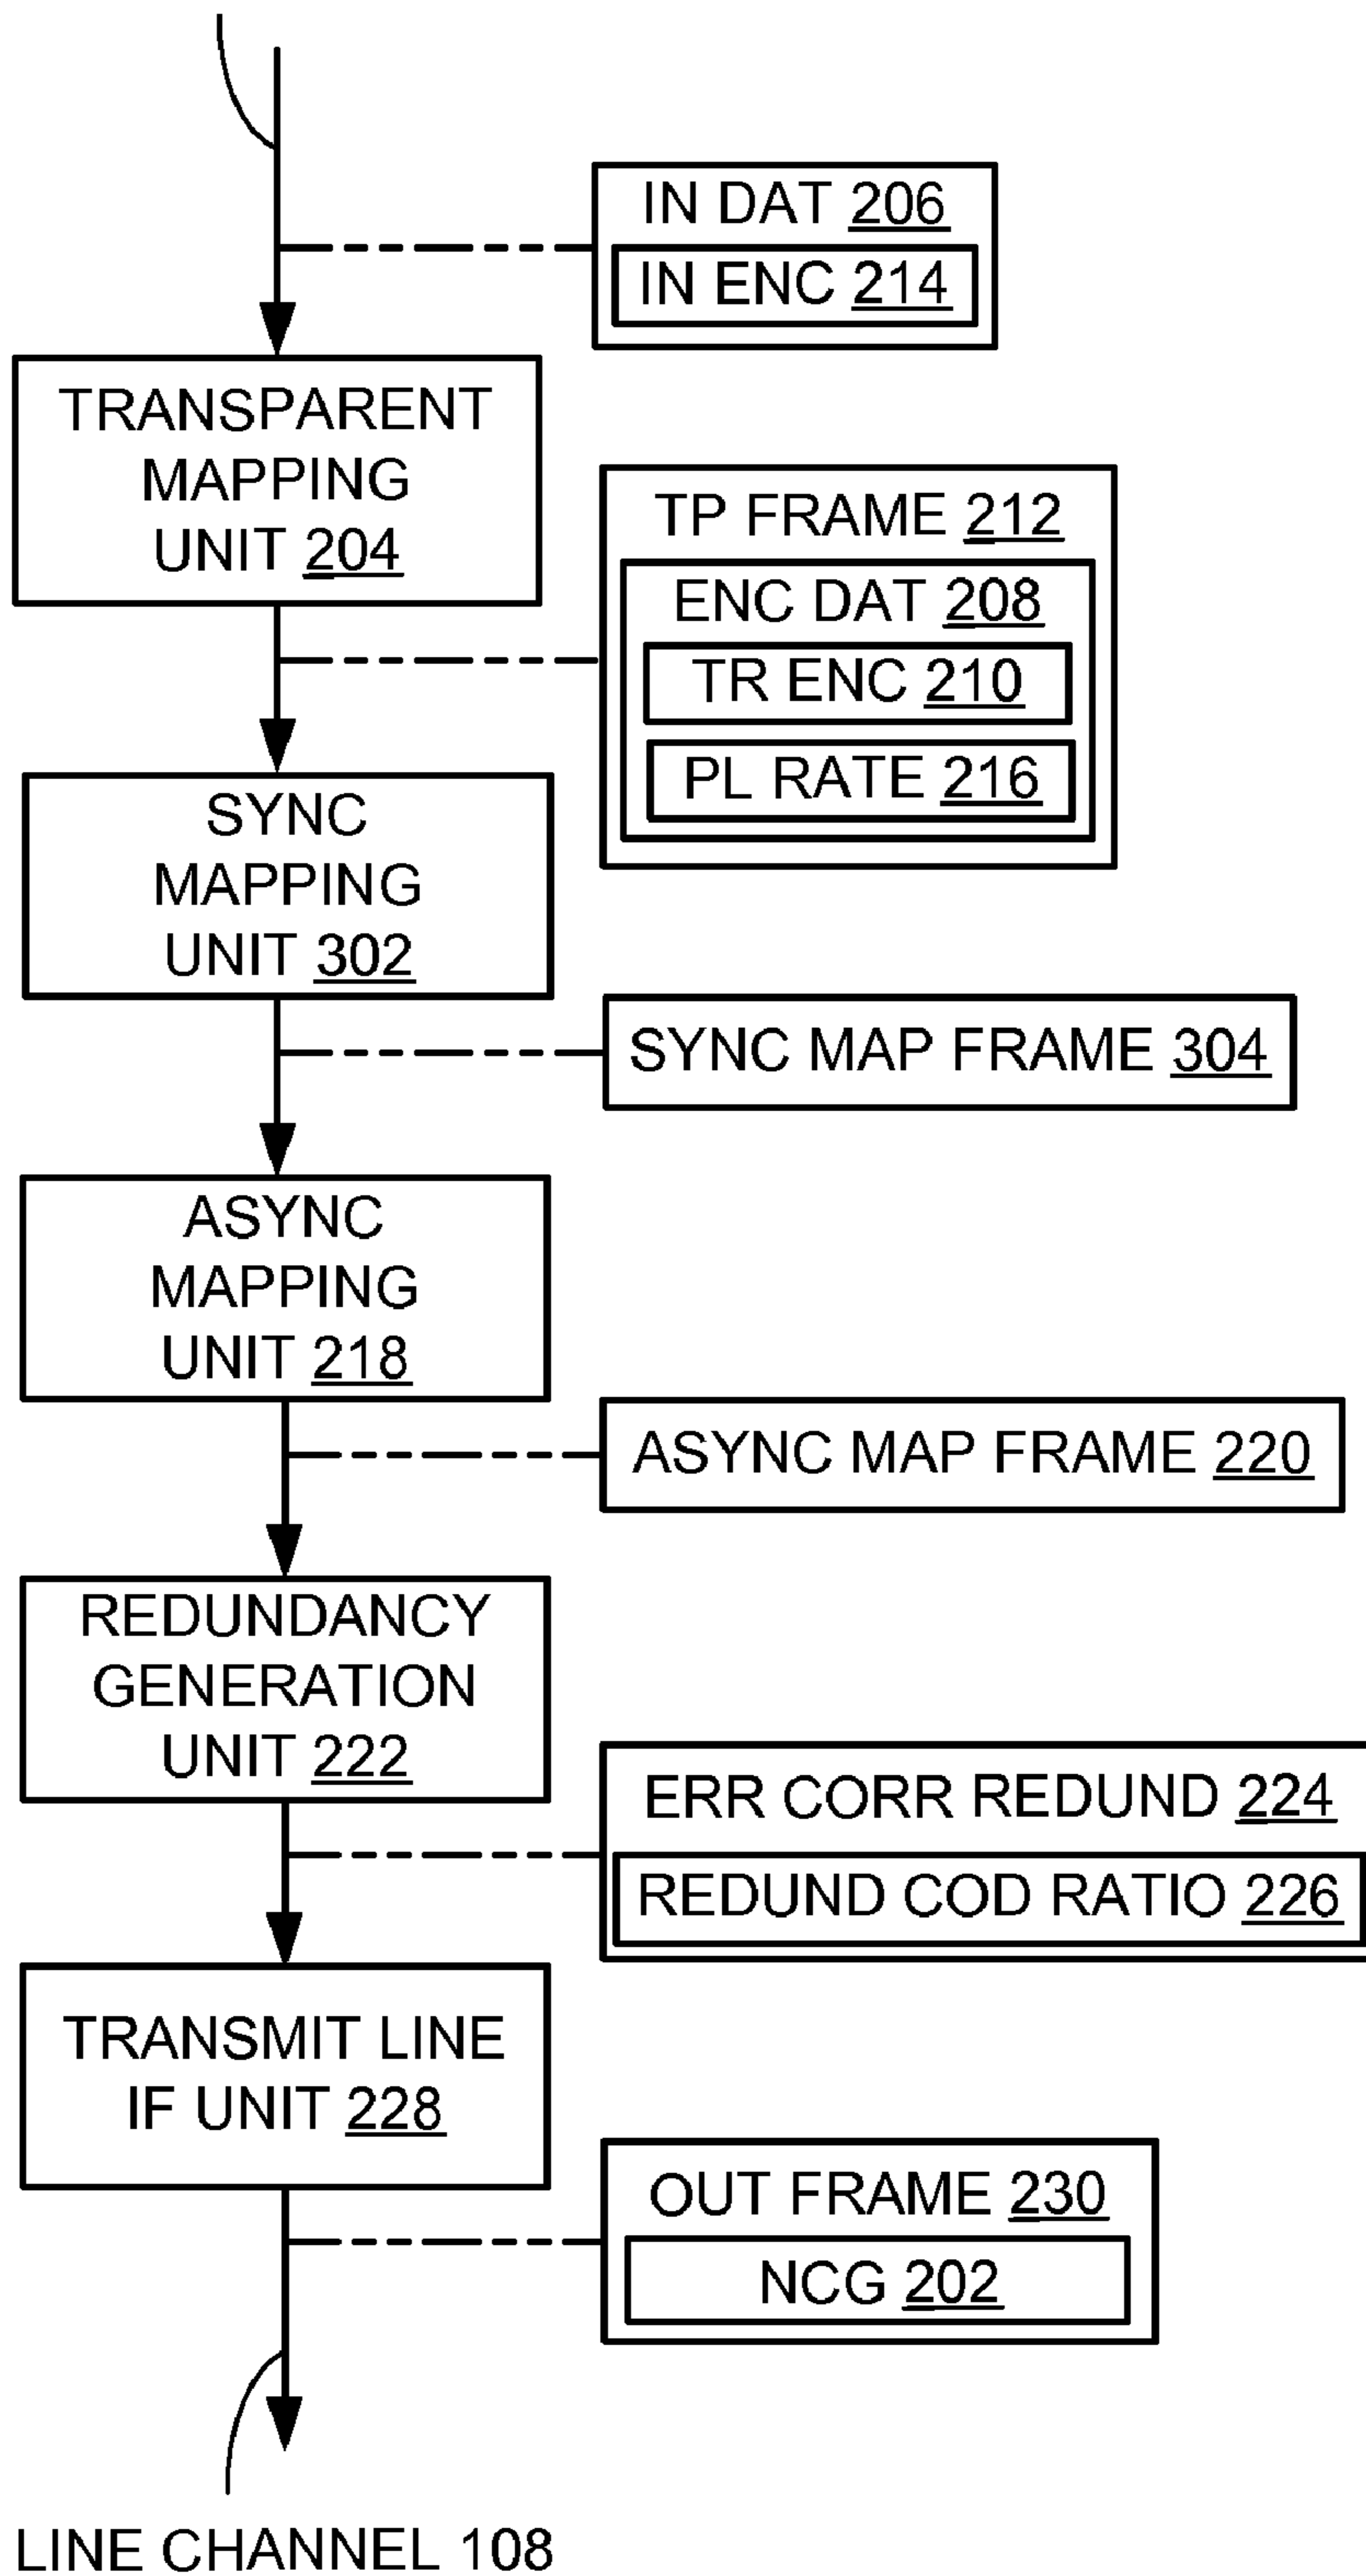 IN DAT 206
IN ENC 214
TRANSPARENT
MAPPING
UNIT 204
TP FRAME 212
ENC DAT 208
TR ENC 210
PL RATE 216
SYNC
MAPPING
UNIT 302
SYNC MAP FRAME 304
ASYNC
MAPPING
UNIT 218
ASYNC MAP FRAME 220
REDUNDANCY
GENERATION
UNIT 222
ERR CORR REDUND 224
REDUND COD RATIO 226
TRANSMIT LINE
IF UNIT 228
OUT FRAME 230
NCG 202
LINE CHANNEL 108